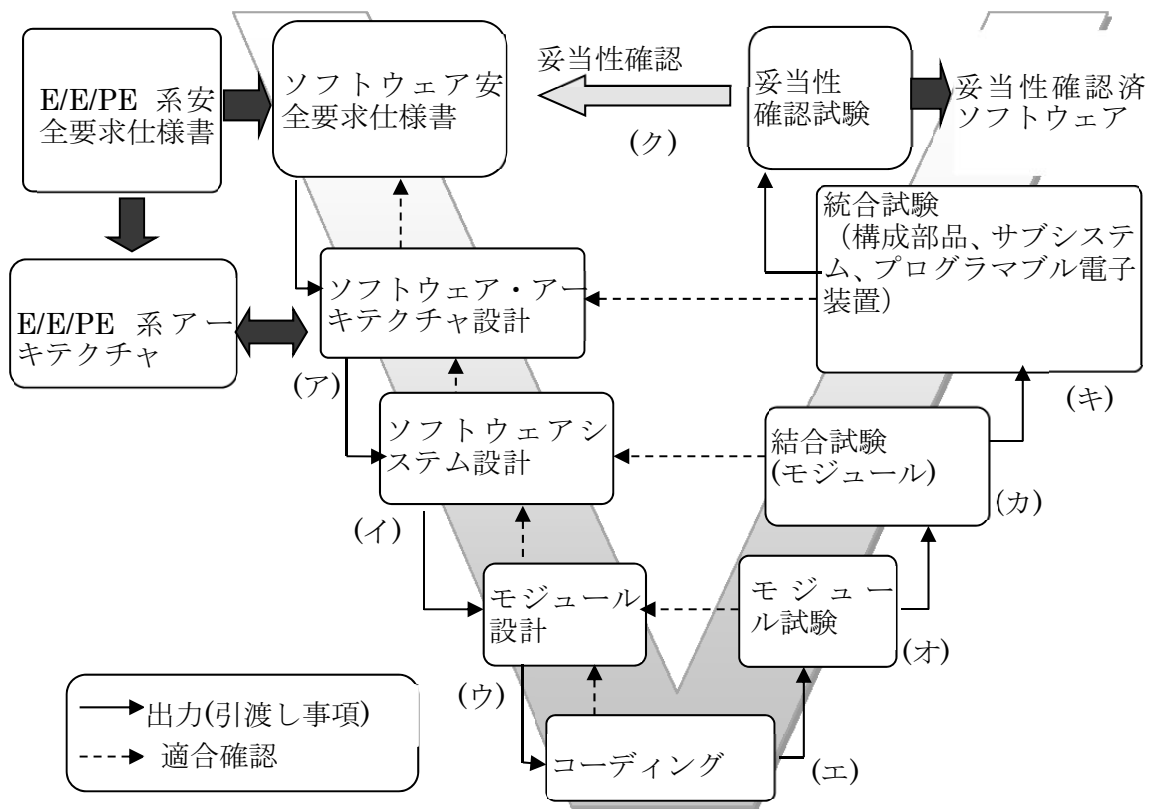 E/E/PE 系安
全要求仕様書
ソフトウェア安
全要求仕様書
妥当性確認
(ク)
妥当性
確認試験
妥当性確認済
ソフトウェア
統合試験
（構成部品、サブシステ
ム、プログラマブル電子
装置）
E/E/PE 系アー
キテクチャ
ソフトウェア・アー
キテクチャ設計
(ア)
(キ)
ソフトウェアシ
ステム設計
結合試験
(モジュール)
(イ)
(カ)
モジュール
設計
モジュー
ル試験
(ウ)
(オ)
出力(引渡し事項)
適合確認
コーディング
(エ)